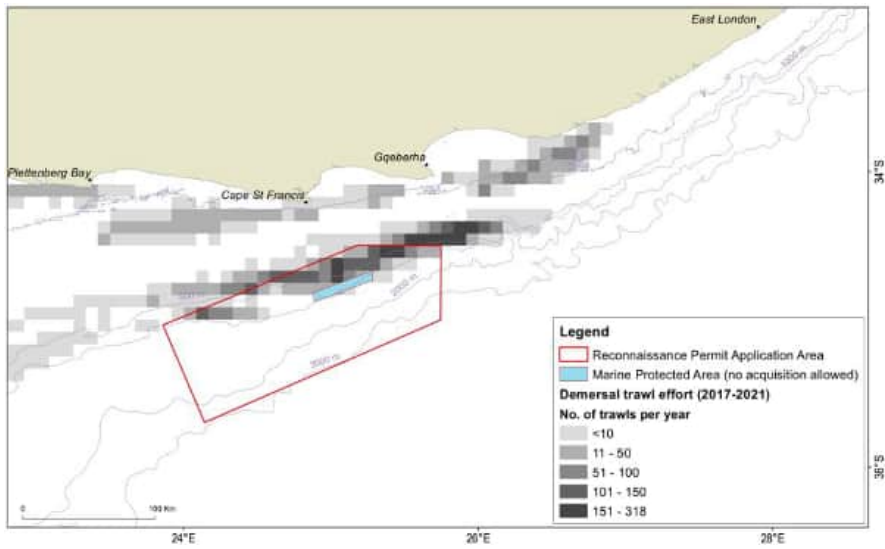 East London
1000 m
Gqeberha
Plettenberg Bay
Cape St Francis
34°S
2000 m
3000 m
Legend
Reconnaissance Permit Application Area
Marine Protected Area (no acquisition allowed)
Demersal trawl effort (2017-2021)
No. of trawls per year
<10
11 - 50
51 - 100
101 - 150
151 - 318
36°S
0 100 Km
24°E 26°E 28°E